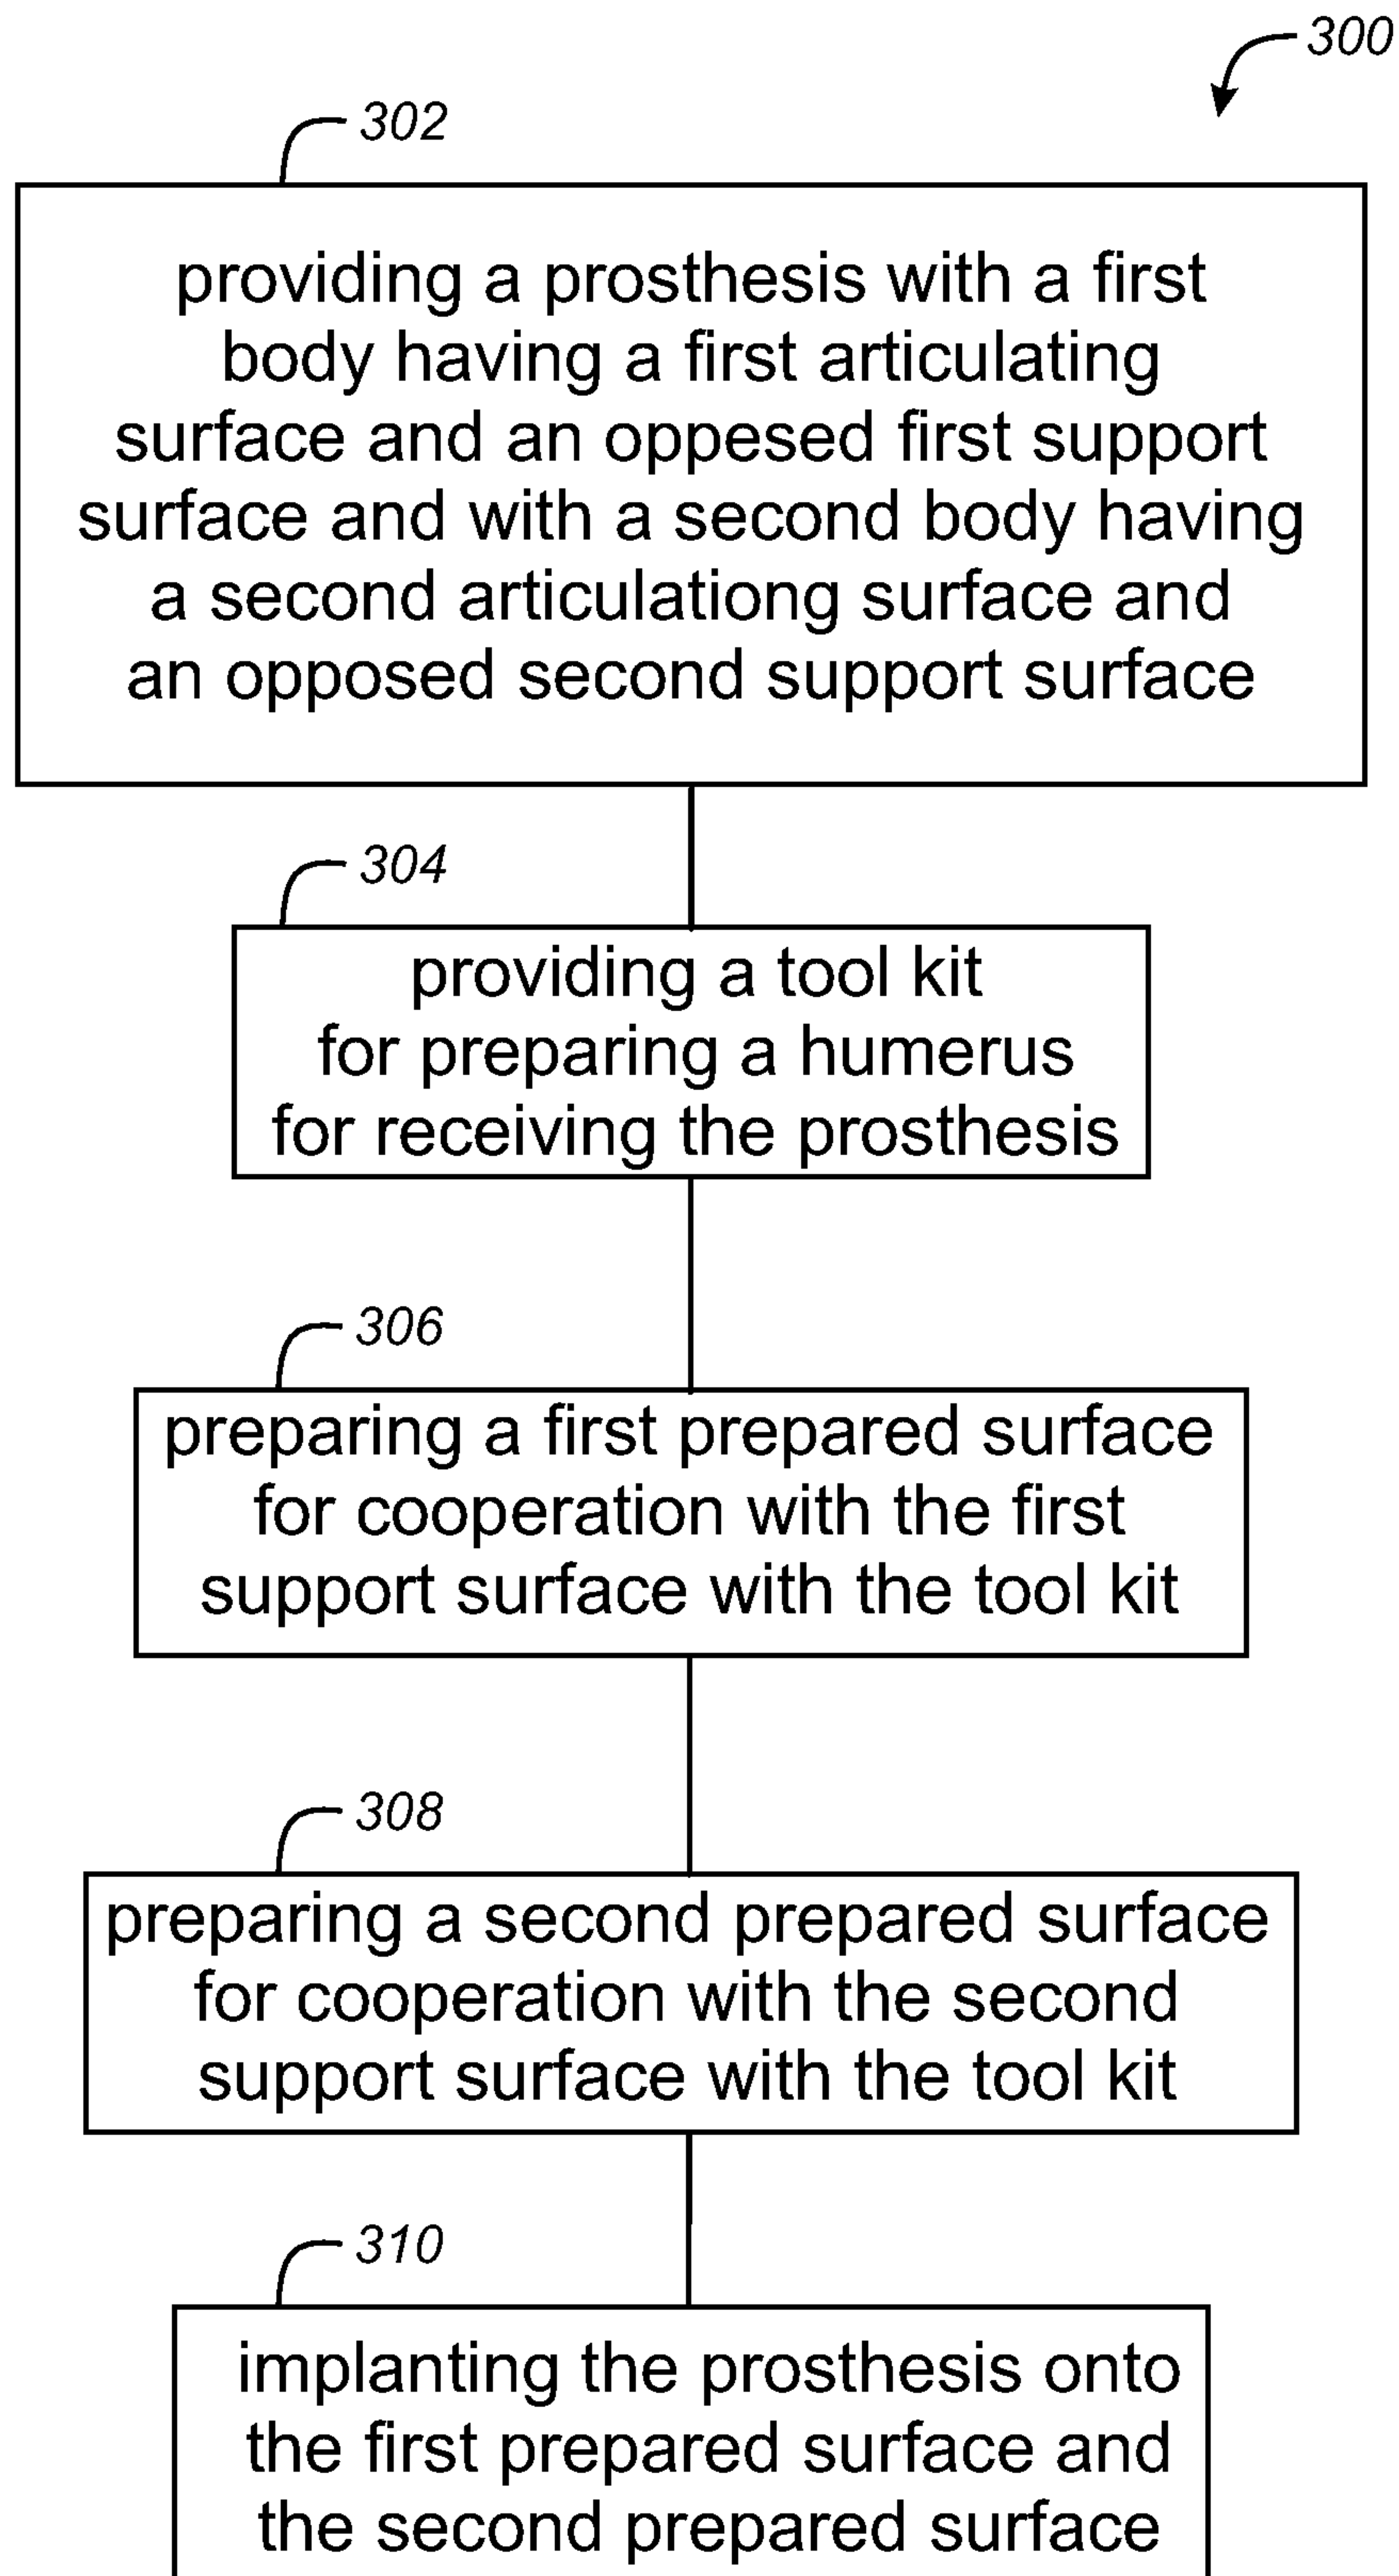 300
302
providing a prosthesis with a first
body having a first articulating
surface and an oppesed first support
surface and with a second body having
a second articulationg surface and
an opposed second support surface
304
providing a tool kit
for preparing a humerus
for receiving the prosthesis
306
preparing a first prepared surface
for cooperation with the first
support surface with the tool kit
308
preparing a second prepared surface
for cooperation with the second
support surface with the tool kit
310
implanting the prosthesis onto
the first prepared surface and
the second prepared surface